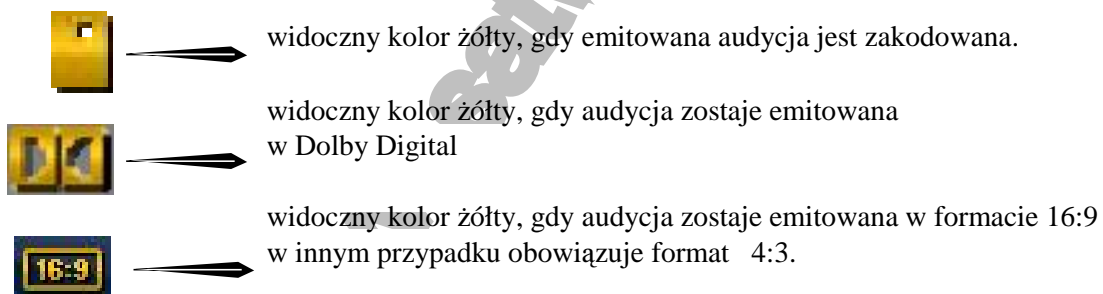 widoczny kolor żółty, gdy emitowana audycja jest zakodowana.
widoczny kolor żółty, gdy audycja zostaje emitowana
w Dolby Digital
widoczny kolor żółty, gdy audycja zostaje emitowana w formacie 16:9
16:9
w innym przypadku obowiązuje format 4:3.